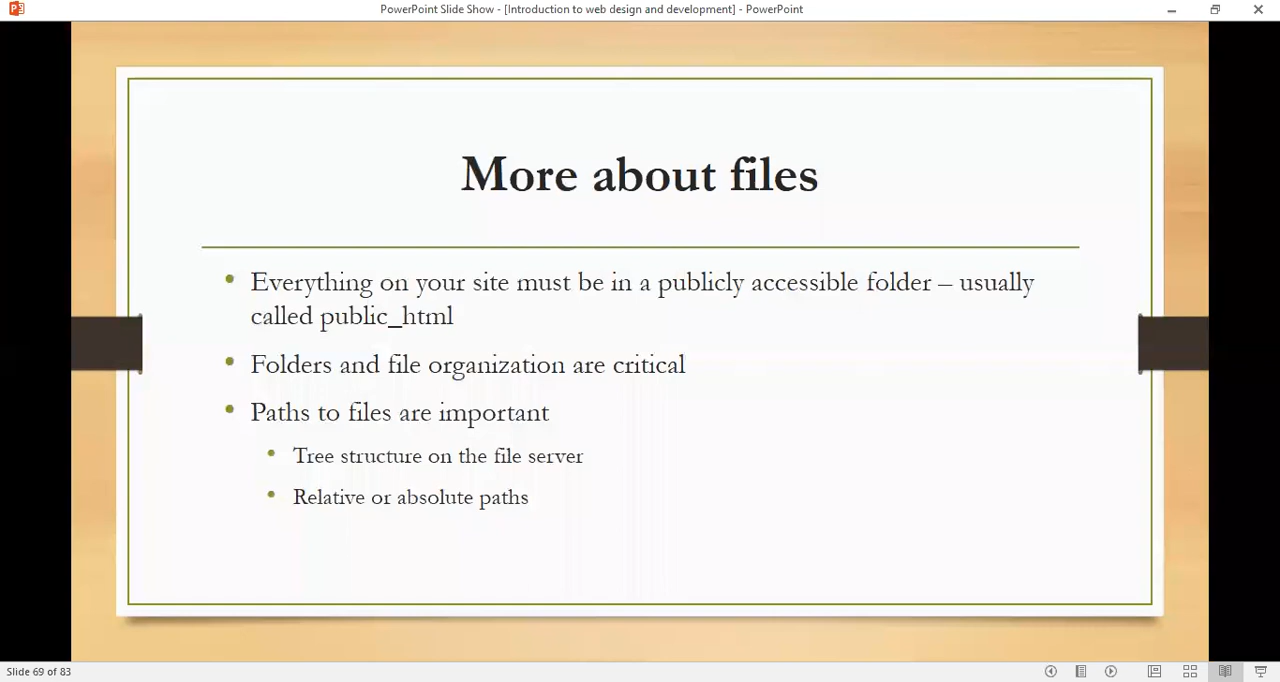 PowerPoint Slide Show - [Introduction to web design and development] - PowerPoint
More about files
• Everything on your site must be in a publicly accessible folder – usually
called public_html
• Folders and file organization are critical
• Paths to files are important
• Tree structure on the file server
• Relative or absolute paths
Slide 69 of 83